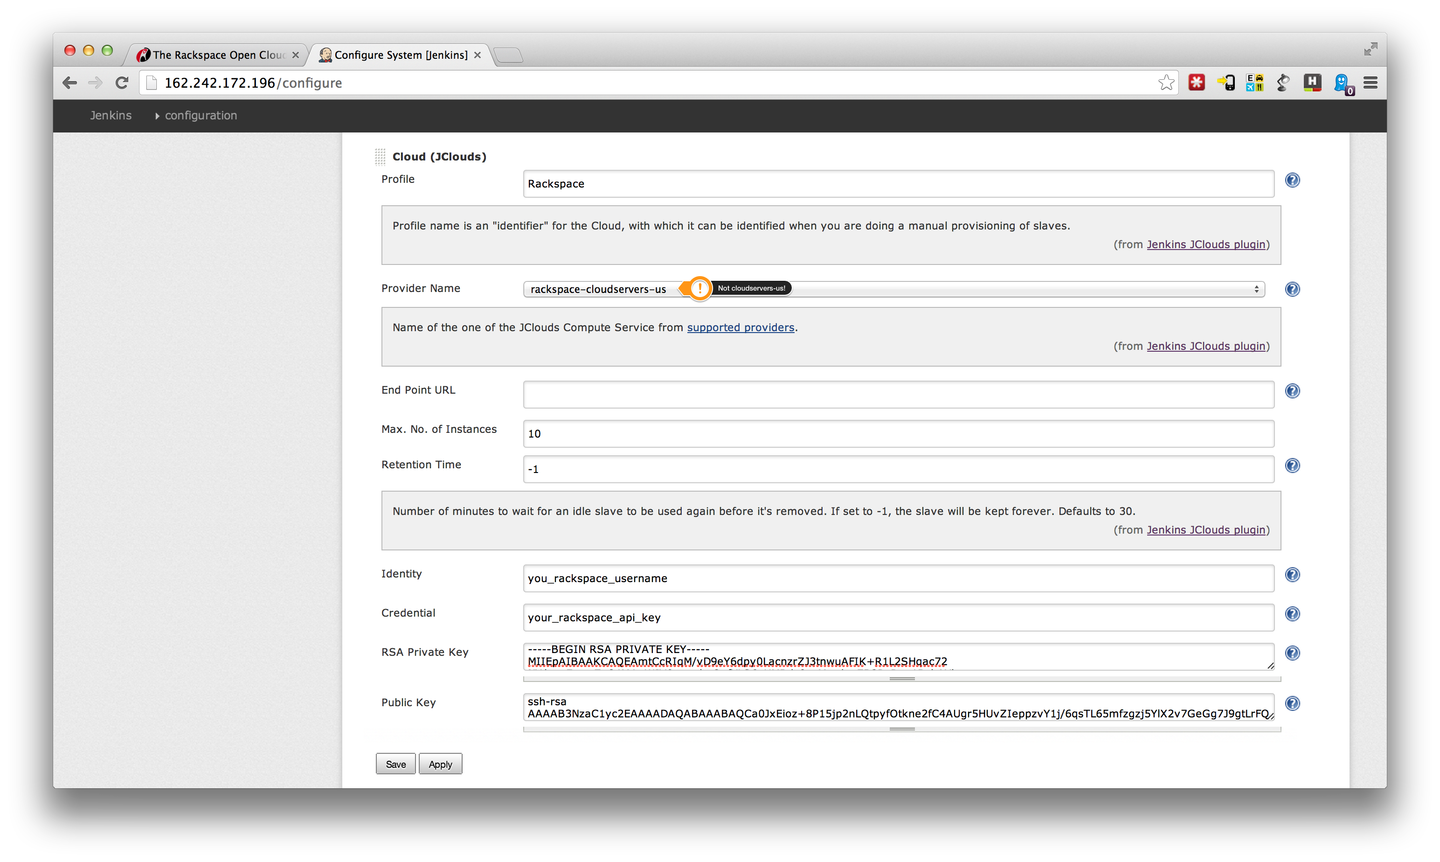 The Rackspace Open Clou
Configure System [Jenkins]
162.242.172.196/configure
E
H
0
Jenkins
configuration
Cloud (JClouds)
Profile
Rackspace
Profile name is an "identifier" for the Cloud, with which it can be identified when you are doing a manual provisioning of slaves.
(from Jenkins JClouds plugin)
Provider Name
rackspace-cloudservers-us
! Not cloudservers-us!
Name of the one of the JClouds Compute Service from supported providers.
(from Jenkins JClouds plugin)
End Point URL
Max. No. of Instances
10
Retention Time
-1
Number of minutes to wait for an idle slave to be used again before it's removed. If set to -1, the slave will be kept forever. Defaults to 30.
(from Jenkins JClouds plugin)
Identity
you_rackspace_username
Credential
your_rackspace_api_key
RSA Private Key
-----BEGIN RSA PRIVATE KEY-----
Public Key
ssh-rsa
Save
Apply